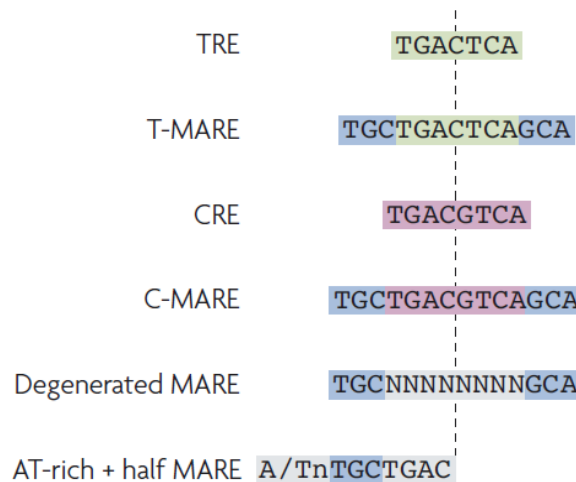 TRE TGACTCA
T-MARE TGCTGACTCAGCA
CRE TGACGTCA
C-MARE TGCTGACGTCAGCA
Degenerated MARE TGCNNNNNNNNGCA
AT-rich + half MARE A/TnTGCTGAC